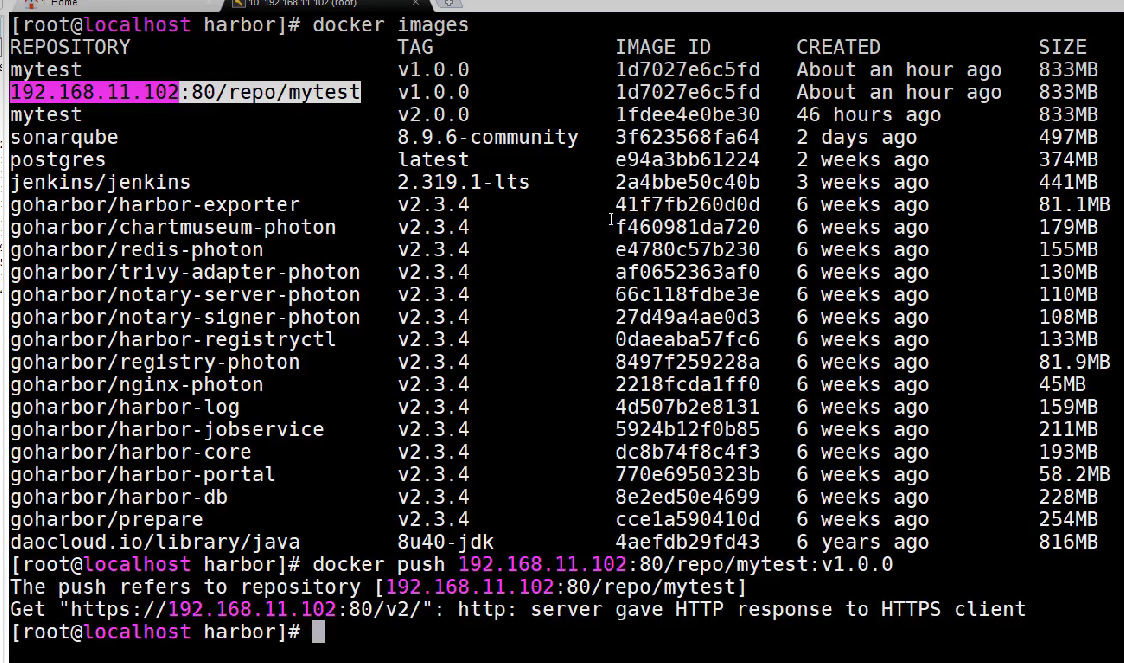 Home 10. 192.168.11.102 (root)
[root@localhost harbor]# docker images
REPOSITORY TAG IMAGE ID CREATED SIZE
mytest v1.0.0 1d7027e6c5fd About an hour ago 833MB
192.168.11.102:80/repo/mytest v1.0.0 1d7027e6c5fd About an hour ago 833MB
mytest v2.0.0 1fdee4e0be30 46 hours ago 833MB
sonarqube 8.9.6-community 3f623568fa64 2 days ago 497MB
postgres latest e94a3bb61224 2 weeks ago 374MB
jenkins/jenkins 2.319.1-lts 2a4bbe50c40b 3 weeks ago 441MB
goharbor/harbor-exporter v2.3.4 41f7fb260d0d 6 weeks ago 81.1MB
goharbor/chartmuseum-photon v2.3.4 f460981da720 6 weeks ago 179MB
goharbor/redis-photon v2.3.4 e4780c57b230 6 weeks ago 155MB
goharbor/trivy-adapter-photon v2.3.4 af0652363af0 6 weeks ago 130MB
goharbor/notary-server-photon v2.3.4 66c118fdbe3e 6 weeks ago 110MB
goharbor/notary-signer-photon v2.3.4 27d49a4ae0d3 6 weeks ago 108MB
goharbor/harbor-registryctl v2.3.4 0daeaba57fc6 6 weeks ago 133MB
goharbor/registry-photon v2.3.4 8497f259228a 6 weeks ago 81.9MB
goharbor/nginx-photon v2.3.4 2218fcda1ff0 6 weeks ago 45MB
goharbor/harbor-log v2.3.4 4d507b2e8131 6 weeks ago 159MB
goharbor/harbor-jobservice v2.3.4 5924b12f0b85 6 weeks ago 211MB
goharbor/harbor-core v2.3.4 dc8b74f8c4f3 6 weeks ago 193MB
goharbor/harbor-portal v2.3.4 770e6950323b 6 weeks ago 58.2MB
goharbor/harbor-db v2.3.4 8e2ed50e4699 6 weeks ago 228MB
goharbor/prepare v2.3.4 cce1a590410d 6 weeks ago 254MB
daocloud.io/library/java 8u40-jdk 4aefdb29fd43 6 years ago 816MB
[root@localhost harbor]# docker push 192.168.11.102:80/repo/mytest:v1.0.0
The push refers to repository [192.168.11.102:80/repo/mytest]
Get "https://192.168.11.102:80/v2/": http: server gave HTTP response to HTTPS client
[root@localhost harbor]#